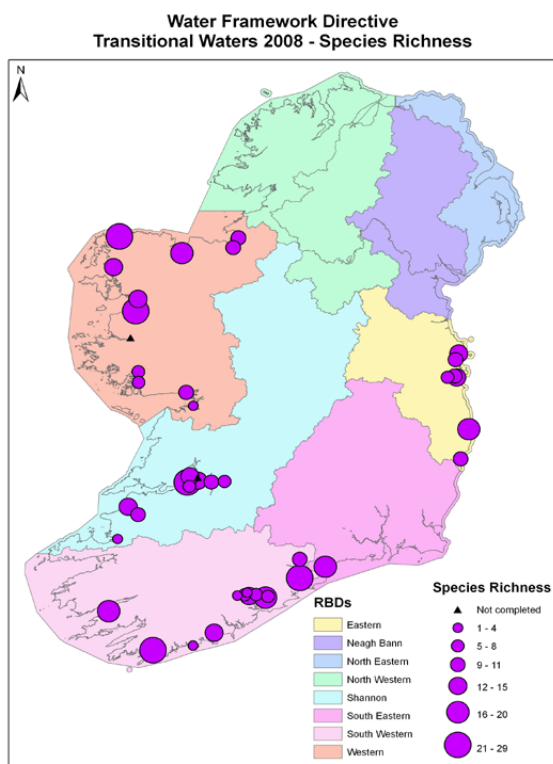 Water Framework Directive
Transitional Waters 2008 - Species Richness
N
RBDs
Eastern
Neagh Bann
North Eastern
North Western
Shannon
South Eastern
South Western
Western
Species Richness
Not completed
1 - 4
5 - 8
9 - 11
12 - 15
16 - 20
21 - 29